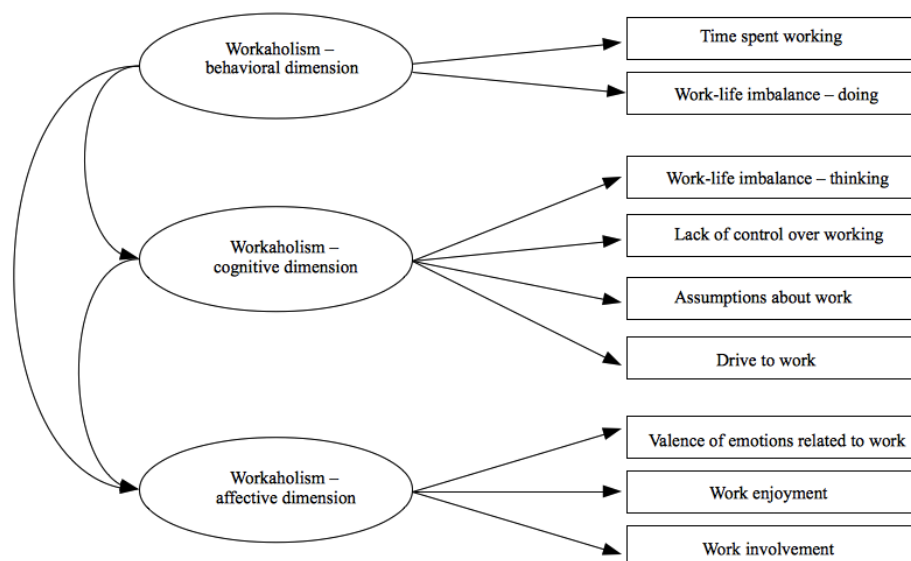 Workaholism –
behavioral dimension
Time spent working
Work-life imbalance – doing
Workaholism –
cognitive dimension
Work-life imbalance – thinking
Lack of control over working
Assumptions about work
Drive to work
Workaholism –
affective dimension
Valence of emotions related to work
Work enjoyment
Work involvement